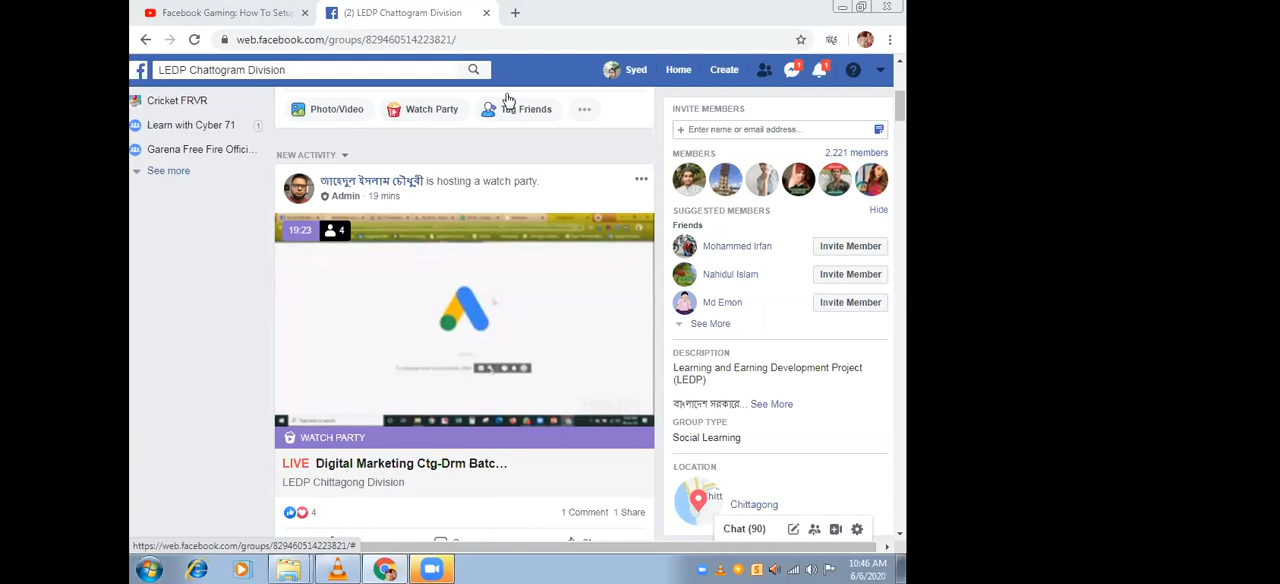 Facebook Gaming: How To Setu
(2) LEDP Chattogram Division
web.facebook.com/groups/829460514223821/
LEDP Chattogram Division
Syed
Home
Create
1
1
Cricket FRVR
Learn with Cyber 71
1
Garena Free Fire Offici...
See more
Photo/Video
Watch Party
Tag Friends
NEW ACTIVITY
জাহেদুল ইসলাম চৌধুরী is hosting a watch party.
Admin · 19 mins
19:23
4
WATCH PARTY
LIVE Digital Marketing Ctg-Drm Batc...
LEDP Chittagong Division
4
1 Comment 1 Share
INVITE MEMBERS
+ Enter name or email address...
MEMBERS
2,221 members
SUGGESTED MEMBERS
Hide
Friends
Mohammed Irfan
Invite Member
Nahidul Islam
Invite Member
Md Emon
Invite Member
See More
DESCRIPTION
Learning and Earning Development Project
(LEDP)
বাংলাদেশ সরকারে... See More
GROUP TYPE
Social Learning
LOCATION
Chittagong
Chat (90)
https://web.facebook.com/groups/829460514223821/#
10:46 AM
6/6/2020